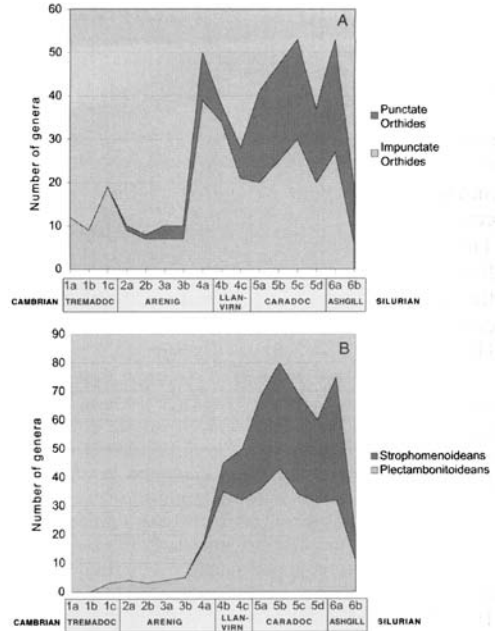 A
60
50
40
30
20
10
0
Number of genera
Punctate
Orthides
Impunctate
Orthides
1a 1b 1c 2a 2b 3a 3b 4a 4b 4c 5a 5b 5c 5d 6a 6b
CAMBRIAN TREMADOC ARENIG LLAN-
VIRN CARADOC ASHGILL SILURIAN
B
90
80
70
60
50
40
30
20
10
0
Number of genera
Strophomenoideans
Plectambonitoideans
1a 1b 1c 2a 2b 3a 3b 4a 4b 4c 5a 5b 5c 5d 6a 6b
CAMBRIAN TREMADOC ARENIG LLAN-
VIRN CARADOC ASHGILL SILURIAN